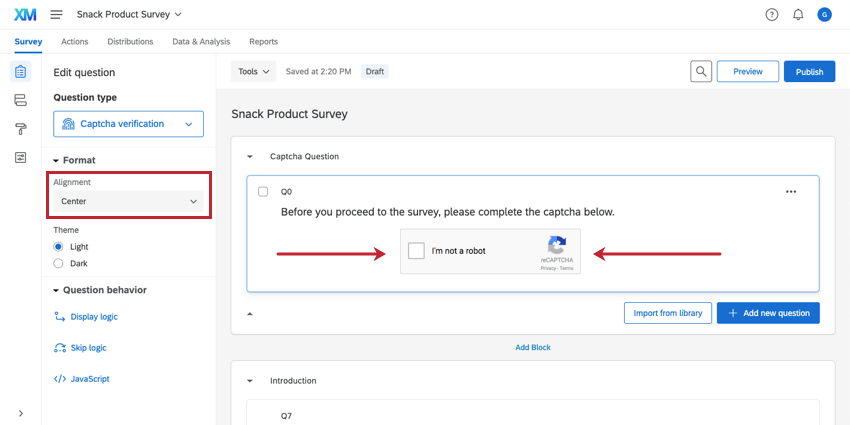 XM Snack Product Survey G
Survey Actions Distributions Data & Analysis Reports
Edit question
Question type
Captcha verification
Format
Alignment
Center
Theme
Light
Dark
Question behavior
Display logic
Skip logic
JavaScript
Tools Saved at 2:20 PM Draft Preview Publish
Snack Product Survey
Captcha Question
Q0
Before you proceed to the survey, please complete the captcha below.
I'm not a robot
reCAPTCHA
Privacy - Terms
Import from library Add new question
Add Block
Introduction
Q7